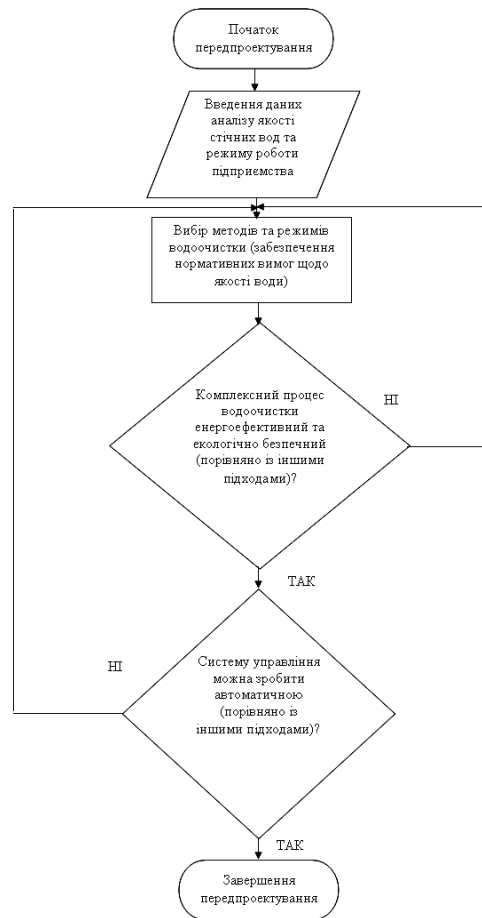 Початок
передпроектування
Введення даних
аналізу якості
стічних вод та
режиму роботи
підприємства
Вибір методів та режимів
водоочистки (забезпечення
нормативних вимог щодо
якості води)
Комплексний процес
водоочистки
енергоефективний та
екологічно безпечний
(порівняно із іншими
підходами)?
НІ
ТАК
Систему управління
можна зробити
автоматичною
(порівняно із
іншими підходами)?
НІ
ТАК
Завершення
передпроектування